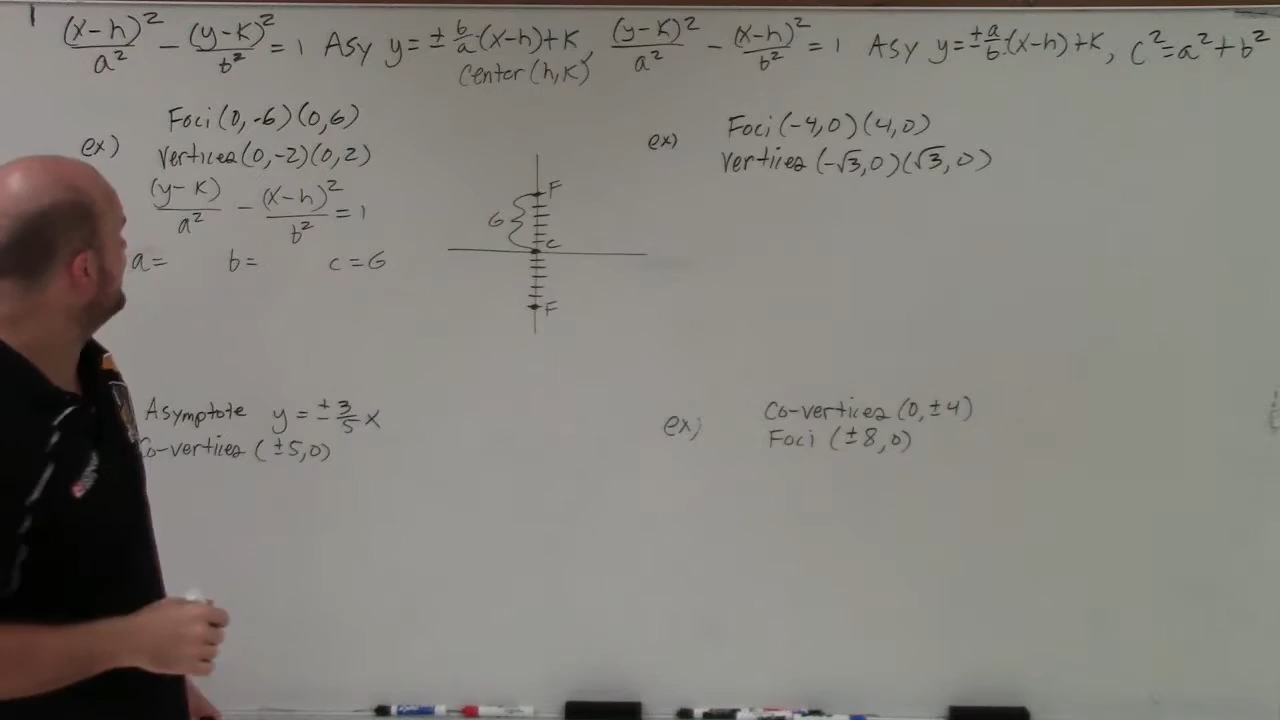 (x-h)²/a² - (y-k)²/b² = 1 Asy y = ± b/a (x-h)+k, (y-k)²/a² - (x-h)²/b² = 1 Asy y = ± a/b (x-h)+k, c² = a² + b²
Center (h,k)
ex) Foci (0,-6)(0,6)
Vertices (0,-2)(0,2)
(y-k)/a² - (x-h)²/b² = 1
a= b= c=6
F
6
C
F
ex) Foci (-4,0)(4,0)
Vertices (-√3,0)(√3,0)
Asymptote y = ± 3/5 x
Co-vertices (±5,0)
ex) Co-vertices (0,±4)
Foci (±8,0)